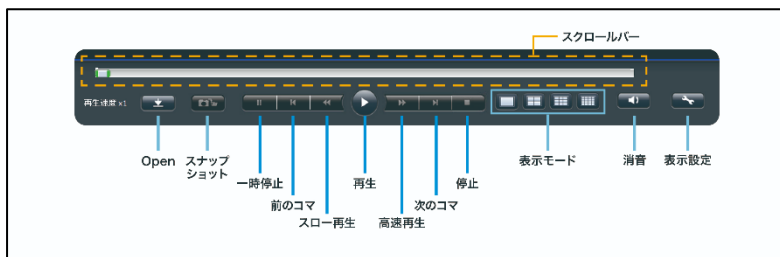 スクロールバー
再生速度 ×1
Open
スナップ
ショット
一時停止
前のコマ
スロー再生
再生
高速再生
次のコマ
停止
表示モード
消音
表示設定